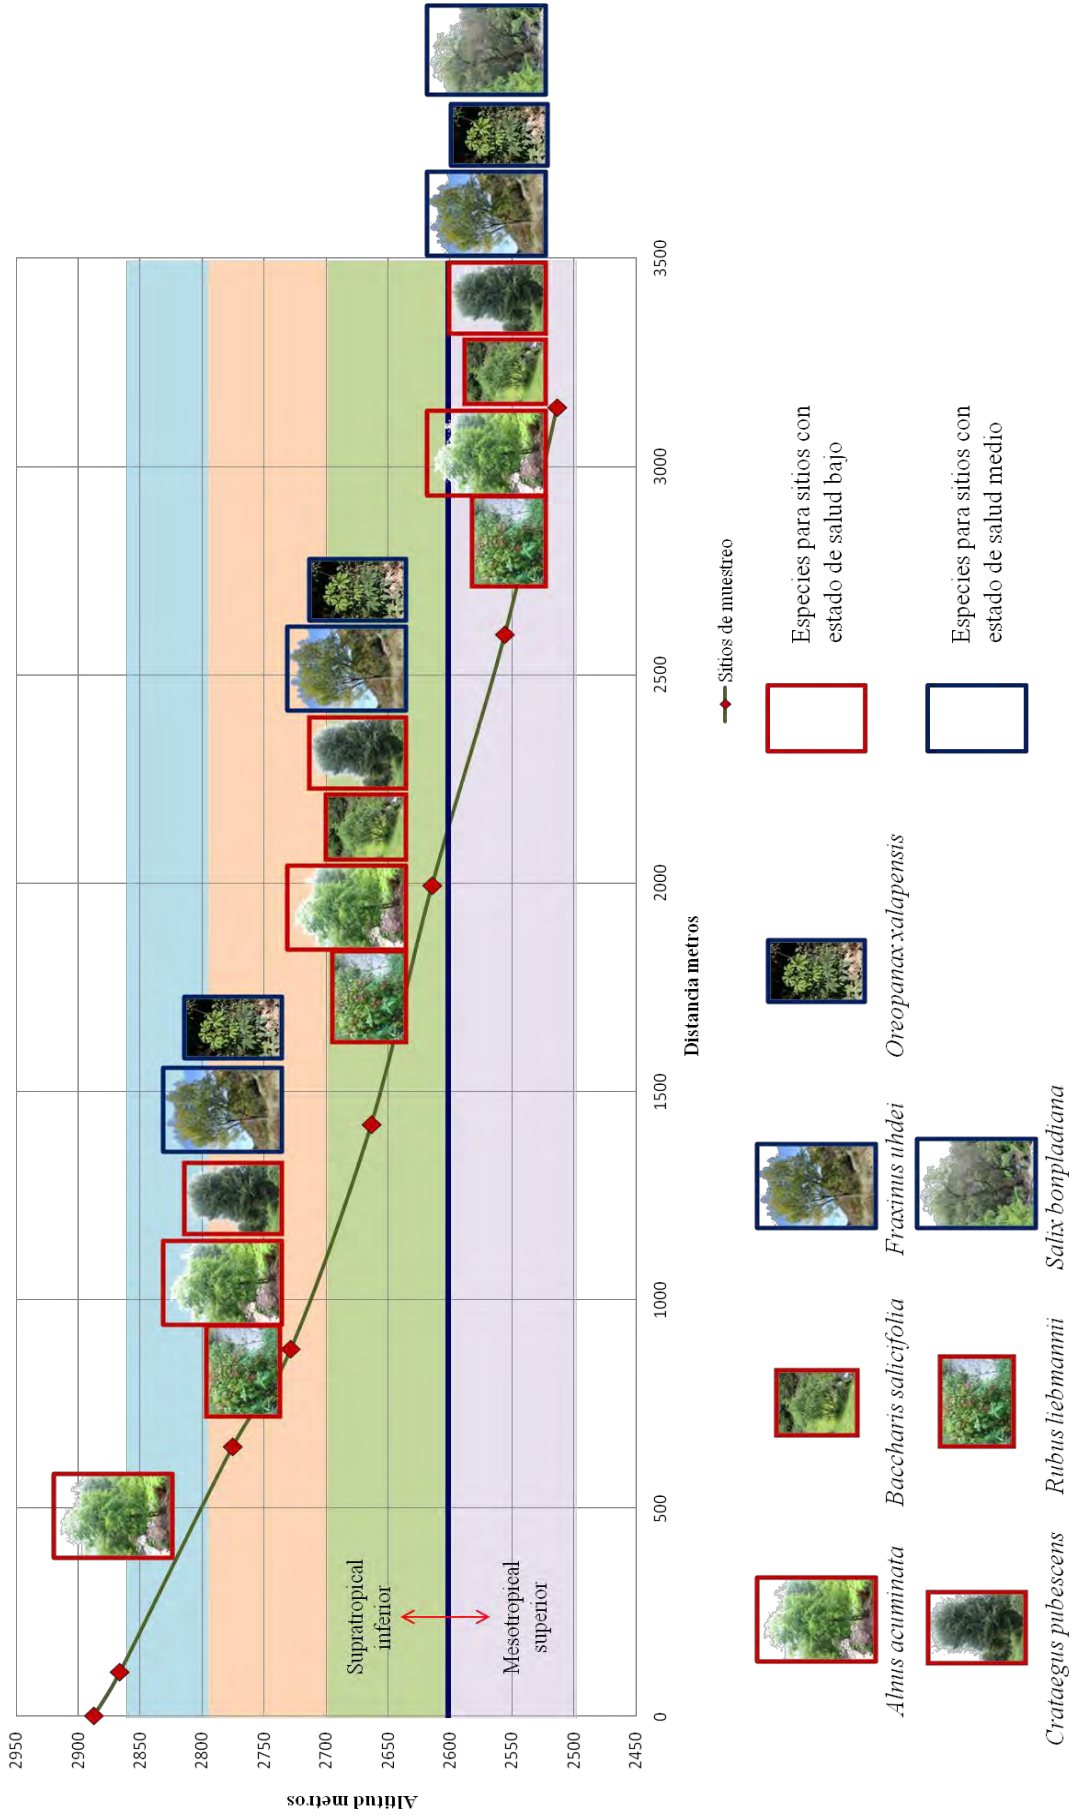 Altitud metros
2950
2900
2850
2800
2750
2700
2650
2600
2550
2500
2450
Supratropical
inferior
Mesotropical
superior
0
500
1000
1500
2000
2500
3000
3500
Distancia metros
Sitios de muestreo
Alnus acuminata
Baccharis salicifolia
Fraxinus uhdei
Oreopanax xalapensis
Especies para sitios con
estado de salud bajo
Crataegus pubescens
Rubus liebmannii
Salix bonpladiana
Especies para sitios con
estado de salud medio